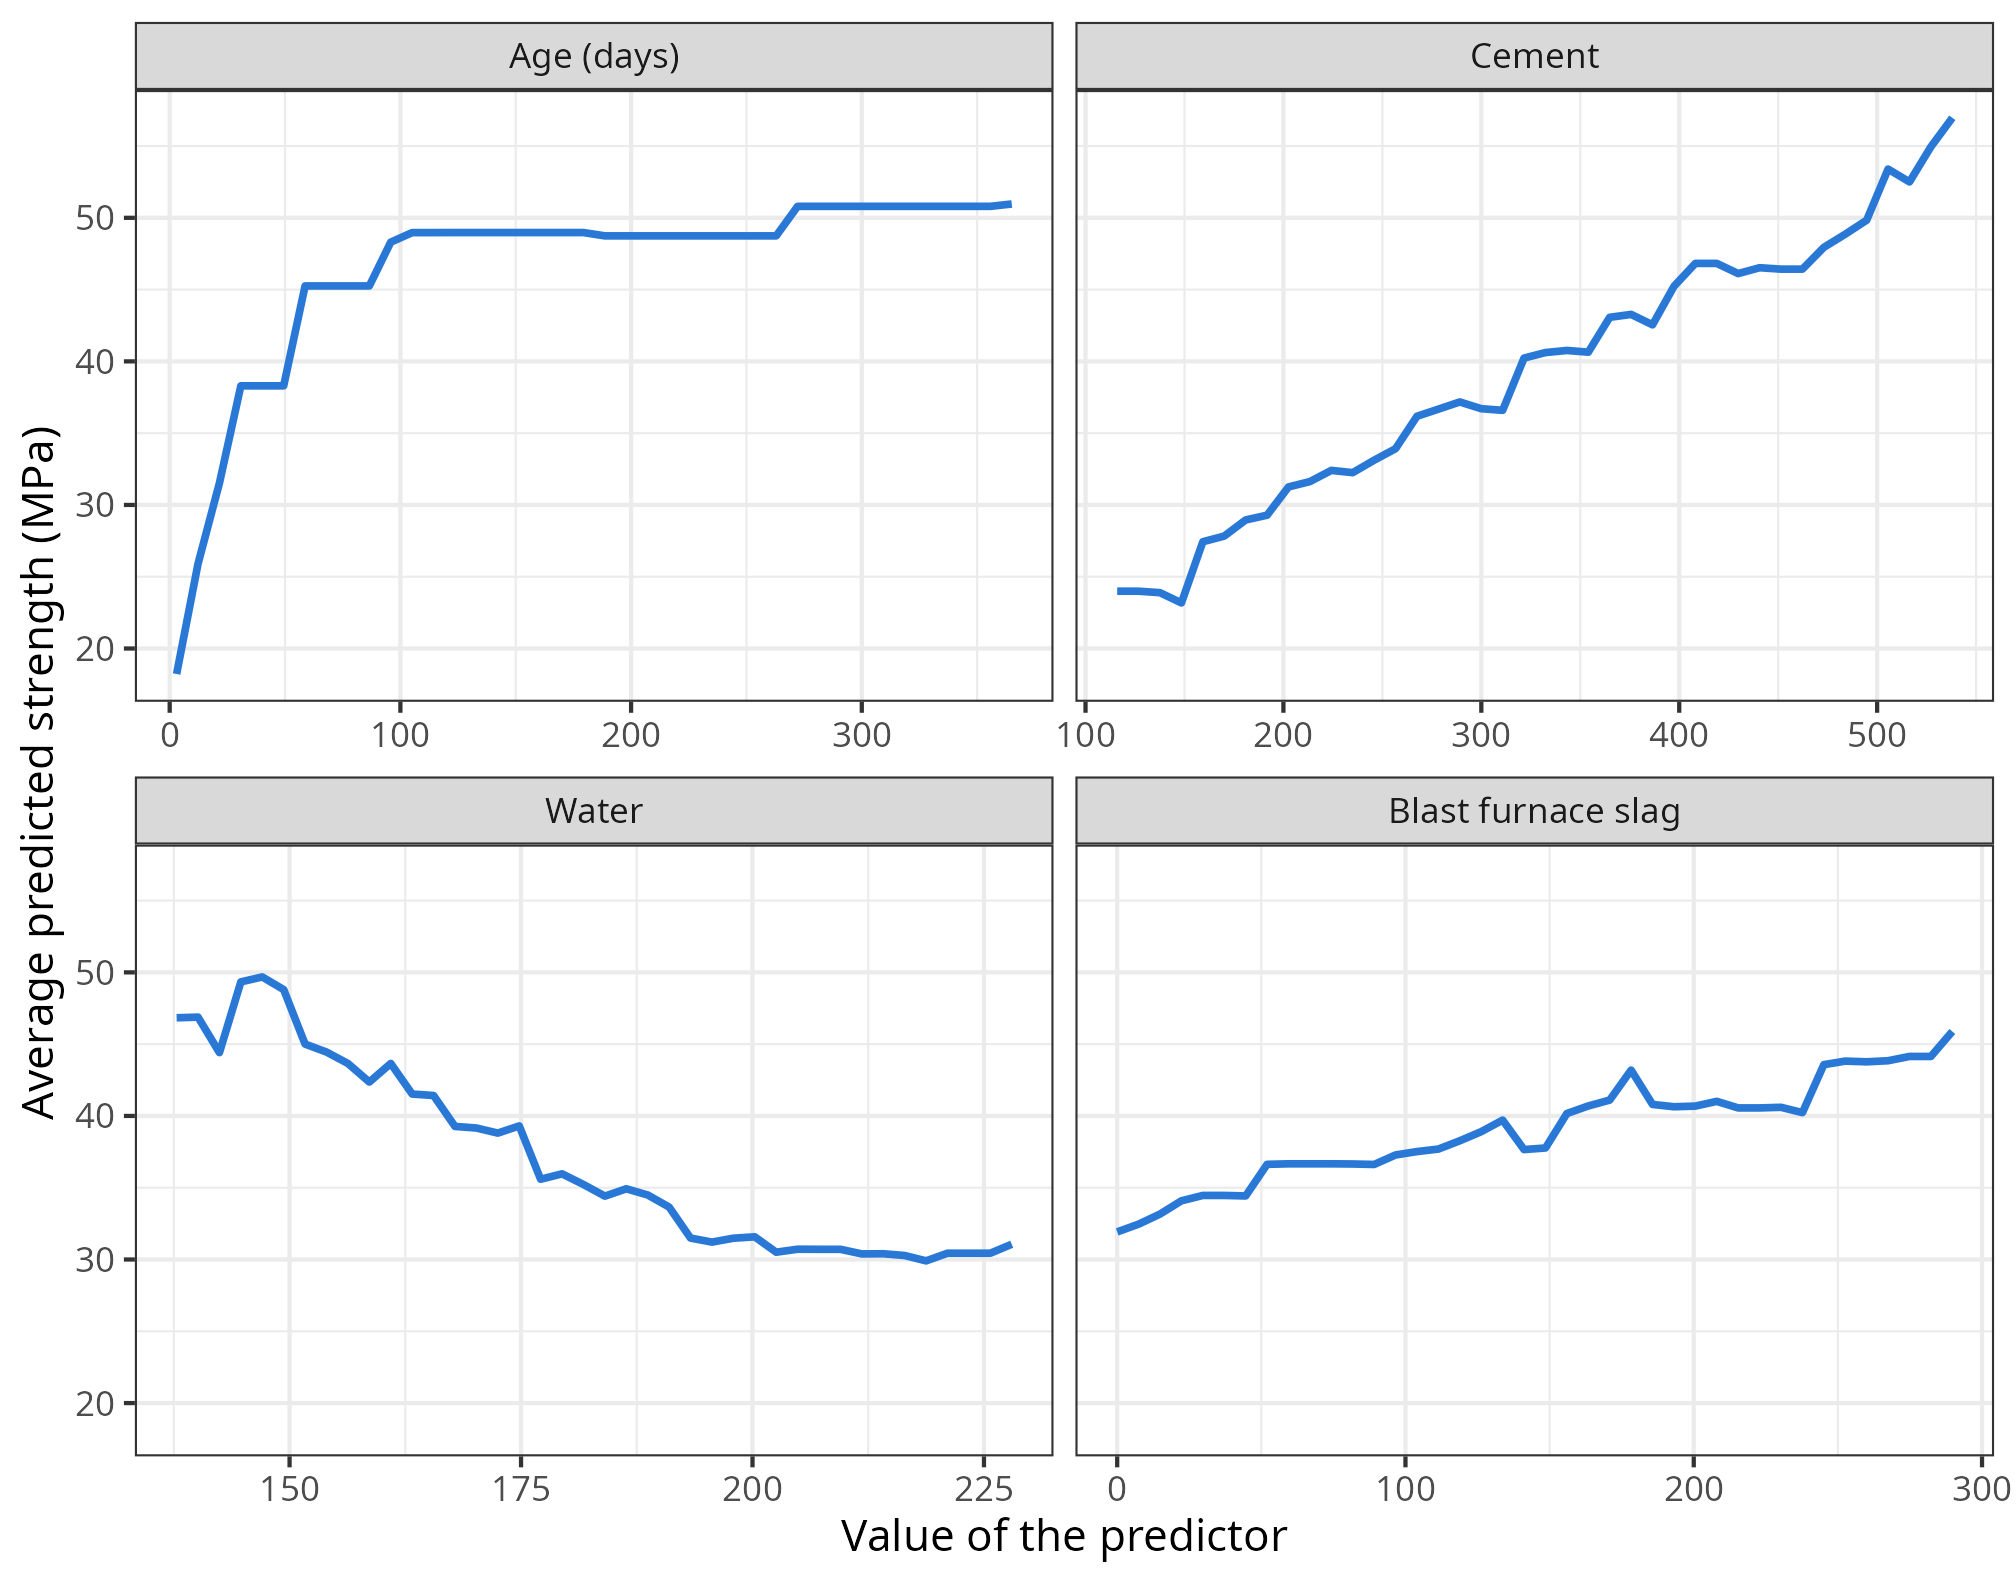 Age (days)
Cement
50
40
30
20
0 100 200 300
100 200 300 400 500
Water
Blast furnace slag
50
40
30
20
150 175 200 225
0 100 200 300
Value of the predictor
Average predicted strength (MPa)